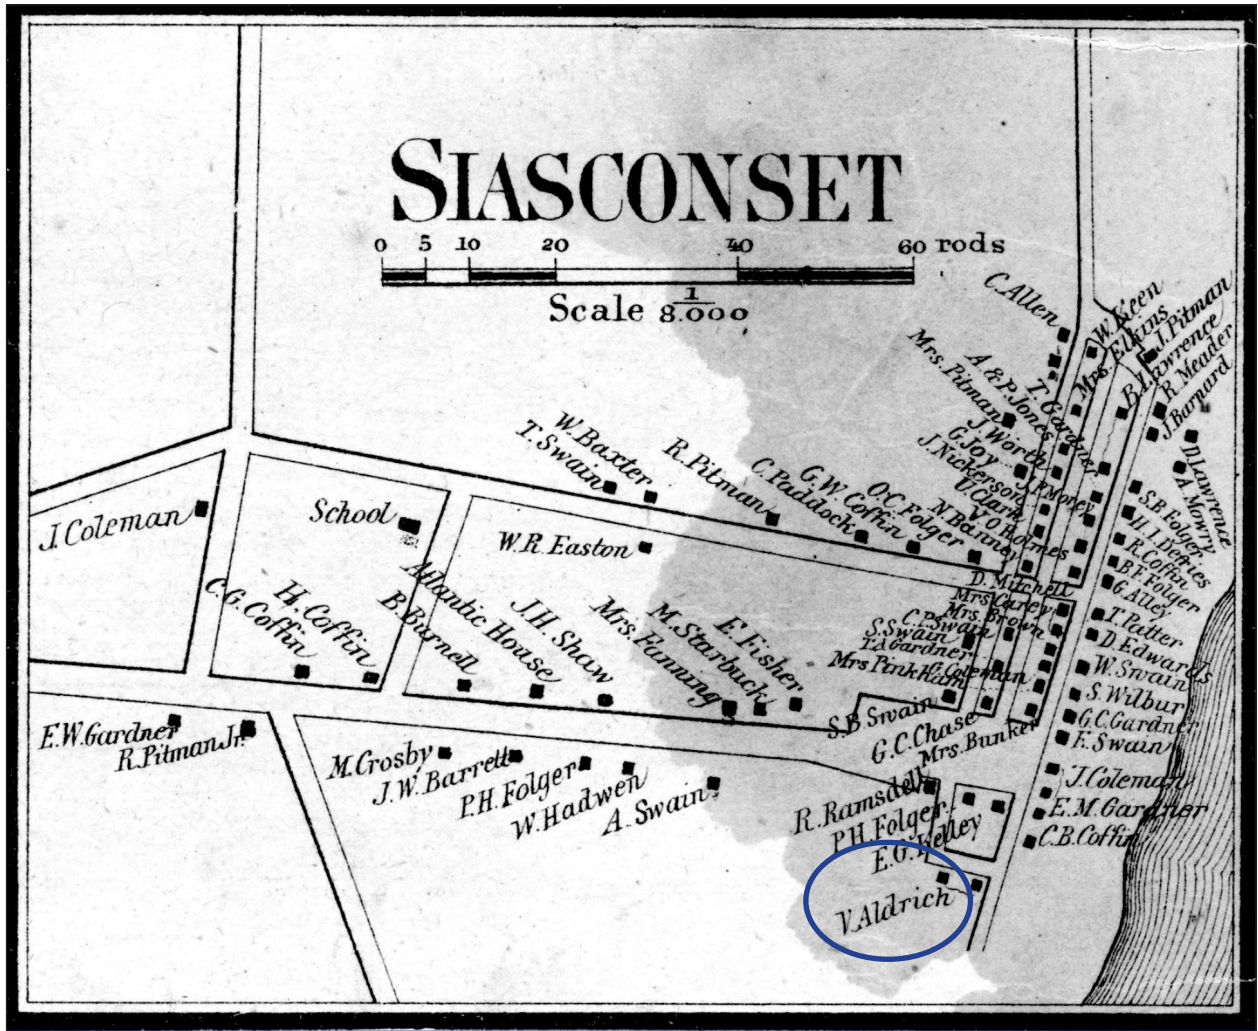 SIASCONSET
0 5 10 20 40 60 rods
Scale 1/8.000
C. Allen
W. Keen
Mrs. Elkins
J. Pitman
B. Lawrence
R. Meader
J. Barnard
Mrs. Pitman
A & P. Jones
T. Gardner
J. Worth
G. Joy
J. Nickerson
U. Clark
J. P. Morey
V. O. Holmes
D. Lawrence
A. Mowry
W. Baxter
T. Swain
R. Pitman
C. Paddock
G. W. Coffin
O. C. Folger
S. B. Folger
R. Coffin
B. F. Folger
G. Alley
J. Coleman
School
W. R. Easton
D. Mitchell
Mrs. Carey
Mrs. Brown
C. P. Swain
S. Swain
Gardner
G. Coleman
Mrs Pinkham
D. Edwards
W. Swain
S. Wilbur
G. C. Gardner
F. Swain
J. Coleman
E. M. Gardner
C. B. Coffin
C. G. Coffin
H. Coffin
B. Burnell
Atlantic House
J. H. Shaw
Mrs. Fanning
M. Starbuck
E. Fisher
S. B. Swain
G. C. Chase
Mrs. Bunker
E. W. Gardner
R. Pitman Jr.
M. Crosby
J. W. Barrett
P. H. Folger
W. Hadwen
A. Swain
R. Ramsdell
P. H. Folger
E. G. Kelley
V. Aldrich